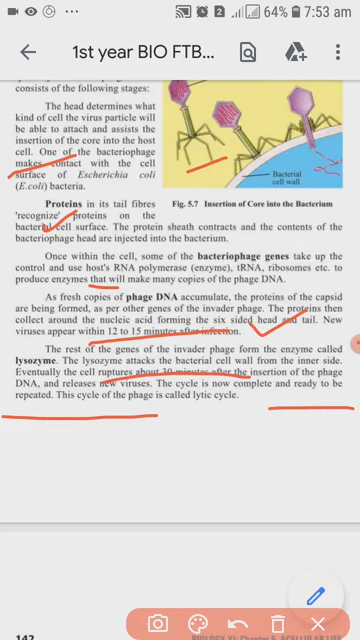 64% 7:53 am
1st year BIO FTB...
consists of the following stages:
The head determines what
kind of cell the virus particle will
be able to attach and assists the
insertion of the core into the host
cell. One of the bacteriophage
makes contact with the cell
surface of Escherichia coli
(E.coli) bacteria.
Bacterial
cell wall
Proteins in its tail fibres
'recognize' proteins on the
Fig. 5.7 Insertion of Core into the Bacterium
bacterial cell surface. The protein sheath contracts and the contents of the
bacteriophage head are injected into the bacterium.
Once within the cell, some of the bacteriophage genes take up the
control and use host's RNA polymerase (enzyme), tRNA, ribosomes etc. to
produce enzymes that will make many copies of the phage DNA.
As fresh copies of phage DNA accumulate, the proteins of the capsid
are being formed, as per other genes of the invader phage. The proteins then
collect around the nucleic acid forming the six sided head and tail. New
viruses appear within 12 to 15 minutes after infection.
The rest of the genes of the invader phage form the enzyme called
lysozyme. The lysozyme attacks the bacterial cell wall from the inner side.
Eventually the cell ruptures about 30 minutes after the insertion of the phage
DNA, and releases new viruses. The cycle is now complete and ready to be
repeated. This cycle of the phage is called lytic cycle.
142
BIOLOGY XI: Chapter 5, ACELLULAR LIFE